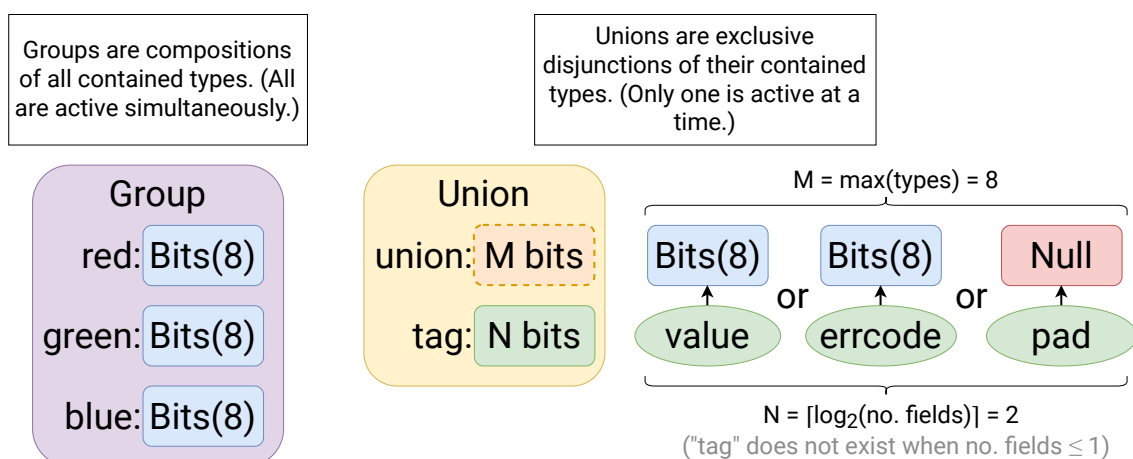 Groups are compositions
of all contained types. (All
are active simultaneously.)
Unions are exclusive
disjunctions of their contained
types. (Only one is active at a
time.)
Group
red: Bits(8)
green: Bits(8)
blue: Bits(8)
Union
union: M bits
tag: N bits
M = max(types) = 8
Bits(8) Bits(8) Null
or or
value errcode pad
N = ⌈log₂(no. fields)⌉ = 2
("tag" does not exist when no. fields ≤ 1)